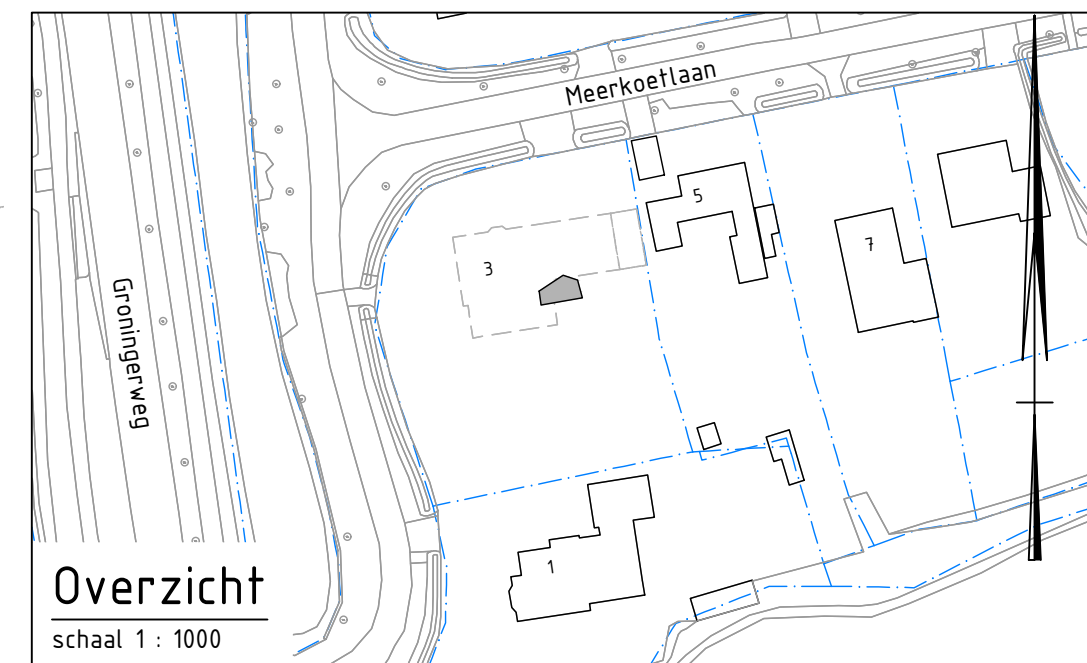 Meerkoetlaan
5
7
3
Groningerweg
1
Overzicht
schaal 1 : 1000